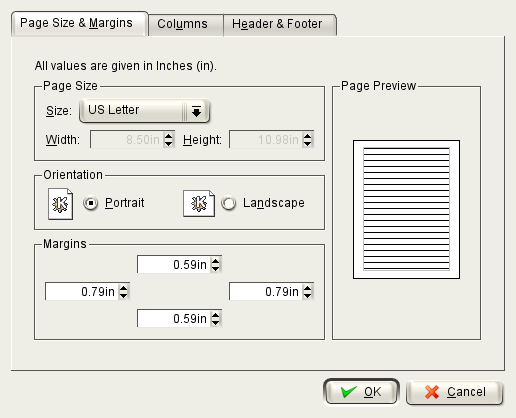 Page Size & Margins Columns Header & Footer
All values are given in Inches (in).
Page Size
Size: US Letter
Width: 8.50in Height: 10.98in
Orientation
Portrait Landscape
Margins
0.59in
0.79in 0.79in
0.59in
Page Preview
OK Cancel